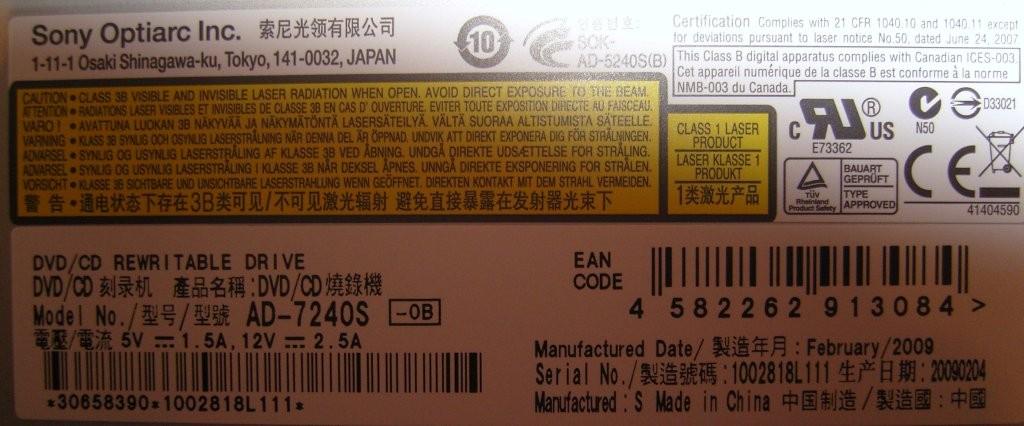 Sony Optiarc Inc. 索尼光领有限公司
1-11-1 Osaki Shinagawa-ku, Tokyo, 141-0032, JAPAN
10
인증번호:
SOK-
AD-5240S(B)
Certification Complies with 21 CFR 1040.10 and 1040.11 except
for deviations pursuant to laser notice No.50, dated June 24, 2007
This Class B digital apparatus complies with Canadian ICES-003.
Cet appareil numérique de la classe B est conforme à la norme
NMB-003 du Canada.
CAUTION • CLASS 3B VISIBLE AND INVISIBLE LASER RADIATION WHEN OPEN. AVOID DIRECT EXPOSURE TO THE BEAM.
ATTENTION • RADIATIONS LASER VISIBLES ET INVISIBLES DE CLASSE 3B EN CAS D' OUVERTURE. EVITER TOUTE EXPOSITION DIRECTE AU FAISCEAU.
VARO ! • AVATTUNA LUOKAN 3B NÄKYVÄÄ JA NÄKYMÄTÖNTÄ LASERSÄTEILYÄ. VÄLTÄ SUORAA ALTISTUMISTA SÄTEELLE.
VARNING • KLASS 3B SYNLIG OCH OSYNLIG LASERSTRÅLNING NÄR DENNA DEL ÄR ÖPPNAD. UNDVIK ATT DIREKT EXPONERA DIG FÖR STRÅLNINGEN.
ADVARSEL • SYNLIG OG USYNLIG LASERSTRÅLING AF KLASSE 3B VED ÅBNING. UNDGÅ DIREKTE UDSÆTTELSE FOR STRÅLING.
ADVARSEL • SYNLIG OG USYNLIG LASERSTRÅLING I KLASSE 3B NÅR DEKSEL ÅPNES. UNNGÅ DIREKTE EKSPONERING FOR STRÅLEN.
VORSICHT • KLASSE 3B SICHTBARE UND UNSICHTBARE LASERSTRAHLUNG WENN GEÖFFNET. DIREKTEN KONTAKT MIT DEM STRAHL VERMEIDEN.
警告 • 通电状态下存在3B类可见/不可见激光辐射 避免直接暴露在发射器光束下
CLASS 1 LASER
PRODUCT
LASER KLASSE 1
PRODUKT
1类激光产品
C RU ® US
E73362
N50
D33021
TÜV
Rheinland
Product Safety
BAUART
GEPRÜFT
TYPE
APPROVED
CE
41404590
DVD/CD REWRITABLE DRIVE
DVD/CD 刻录机 產品名稱:DVD/CD燒錄機
Model No./型号/型號 AD-7240S -0B
電壓/電流 5V ⎓ 1.5A, 12V ⎓ 2.5A
*30658390*1002818L111*
EAN
CODE
4 582262 913084 >
Manufactured Date/ 製造年月 : February/2009
Serial No./製造號碼:1002818L111 生产日期: 20090204
Manufactured : S Made in China 中国制造/製造國: 中國